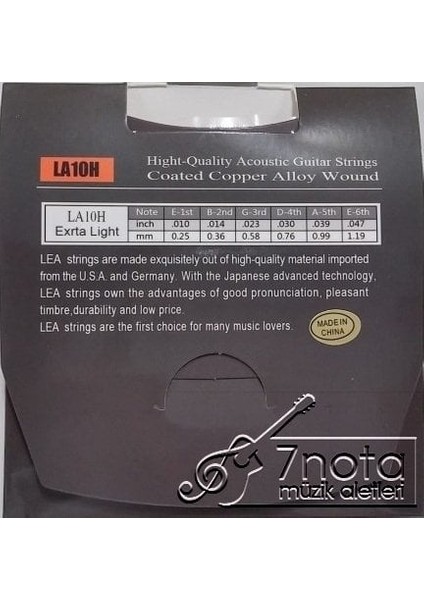 LA10H
Hight-Quality Acoustic Guitar Strings
Coated Copper Alloy Wound
LA10H Exrta Light
Note E-1st B-2nd G-3rd D-4th A-5th E-6th
inch .010 .014 .023 .030 .039 .047
mm 0.25 0.36 0.58 0.76 0.99 1.19
LEA strings are made exquisitely out of high-quality material imported
from the U.S.A. and Germany. With the Japanese advanced technology,
LEA strings own the advantages of good pronunciation, pleasant
timbre,durability and low price.
LEA strings are the first choice for many music lovers.
MADE IN
CHINA
7nota
müzik aletleri